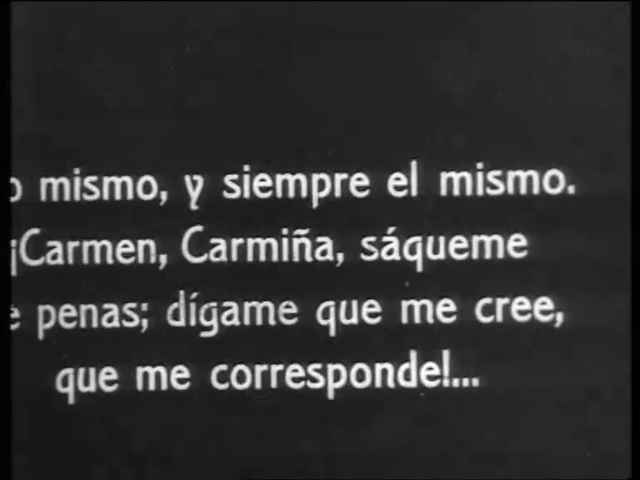 mismo, y siempre el mismo.
¡Carmen, Carmiña, sáqueme
penas; dígame que me cree,
que me corresponde!...